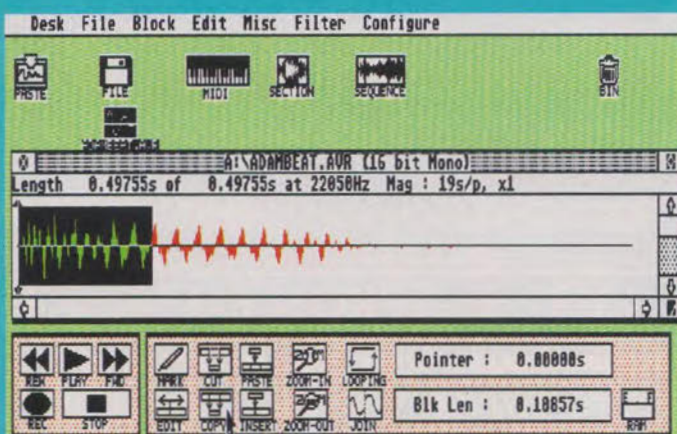 Desk File Block Edit Misc Filter Configure
PASTE FILE MIDI SECTION SEQUENCE BIN
A:\ADAMBEAT.AVR (16 bit Mono)
Length 0.49755s of 0.49755s at 22050Hz Mag : 19s/p, x1
REW PLAY FWD MARK CUT PASTE ZOOM-IN LOOPING Pointer : 0.00000s
REC STOP EDIT COPY INSERT ZOOM-OUT JOIN Blk Len : 0.10857s RAM